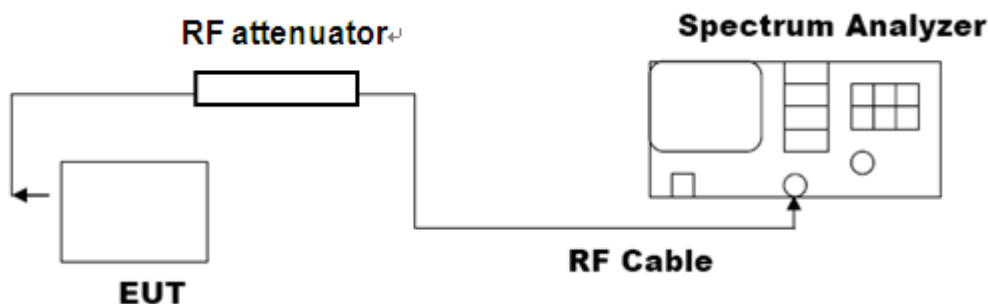 RF attenuator↵
Spectrum Analyzer
RF Cable
EUT